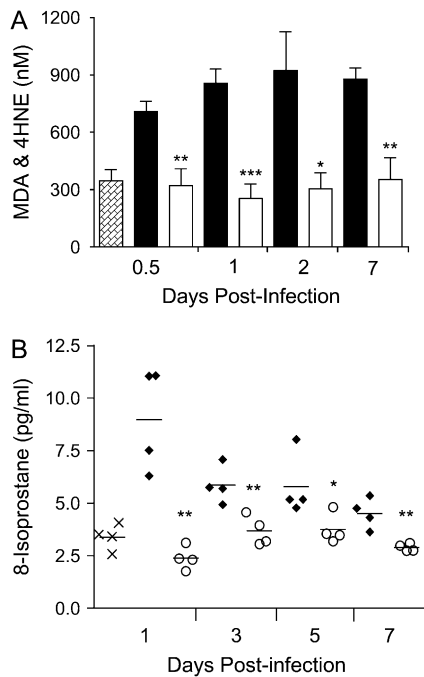 A
MDA & 4HNE (nM)
1200
900
600
300
0
** *** * **
0.5 1 2 7
Days Post-Infection
B
8-Isoprostane (pg/ml)
12.5
10.0
7.5
5.0
2.5
0.0
** ** * **
1 3 5 7
Days Post-infection